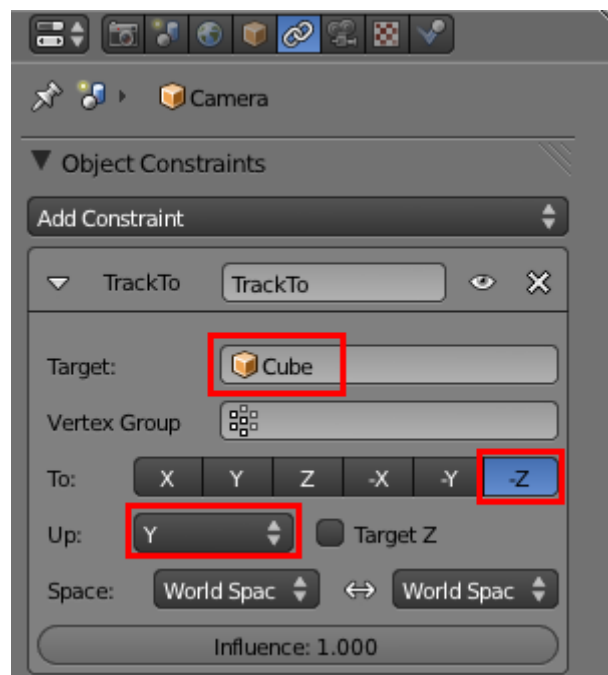 Camera
Object Constraints
Add Constraint
TrackTo TrackTo
Target: Cube
Vertex Group
To: X Y Z -X -Y -Z
Up: Y Target Z
Space: World Spac World Spac
Influence: 1.000